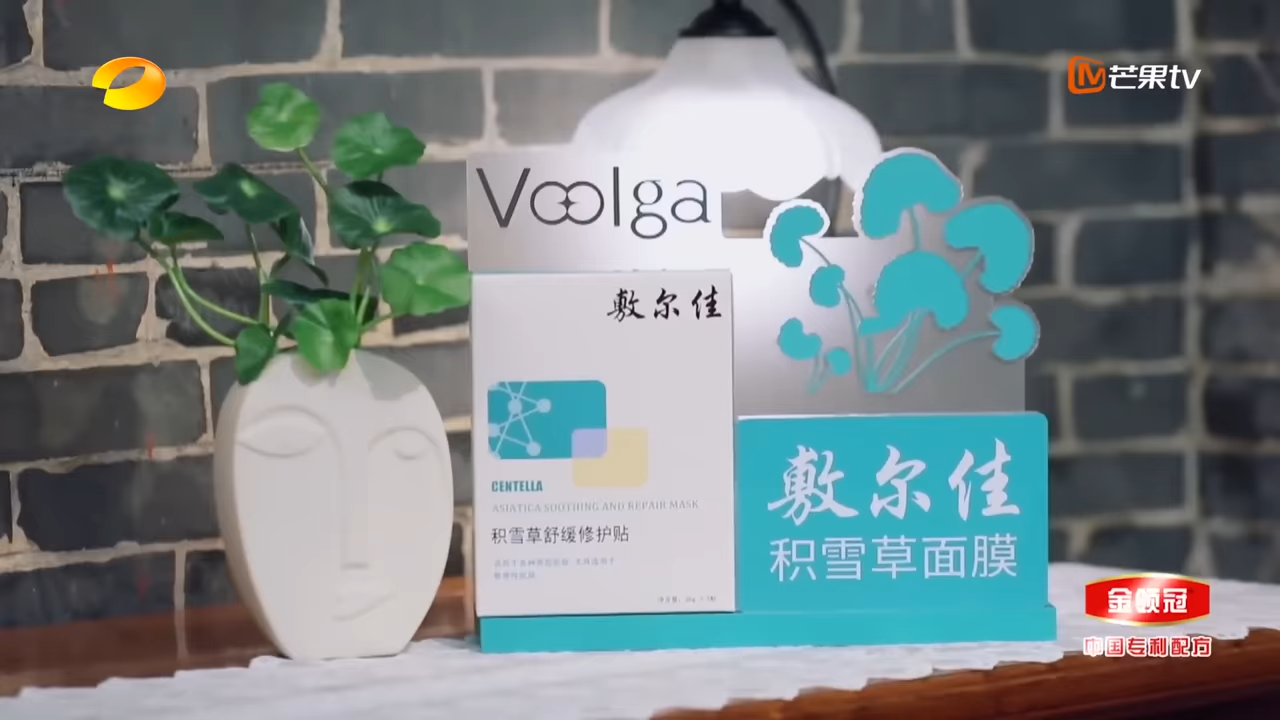 芒果tv
Voolga
敷尔佳
CENTELLA
ASIATICA SOOTHING AND REPAIR MASK
积雪草舒缓修护贴
敷尔佳
积雪草面膜
金领冠
中国专利配方